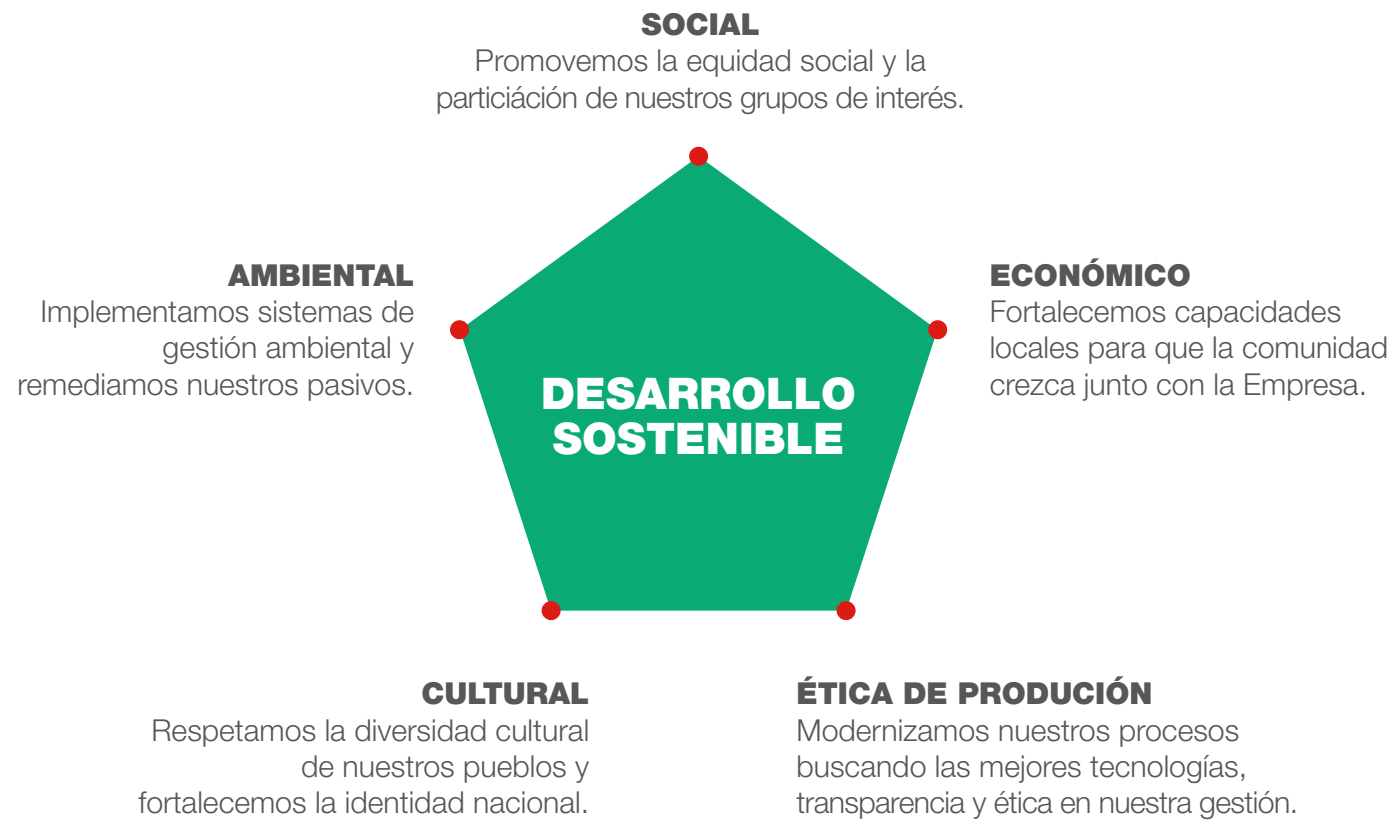 SOCIAL
Promovemos la equidad social y la
particiáción de nuestros grupos de interés.
AMBIENTAL
Implementamos sistemas de
gestión ambiental y
remediamos nuestros pasivos.
ECONÓMICO
Fortalecemos capacidades
locales para que la comunidad
crezca junto con la Empresa.
DESARROLLO
SOSTENIBLE
CULTURAL
Respetamos la diversidad cultural
de nuestros pueblos y
fortalecemos la identidad nacional.
ÉTICA DE PRODUCIÓN
Modernizamos nuestros procesos
buscando las mejores tecnologías,
transparencia y ética en nuestra gestión.